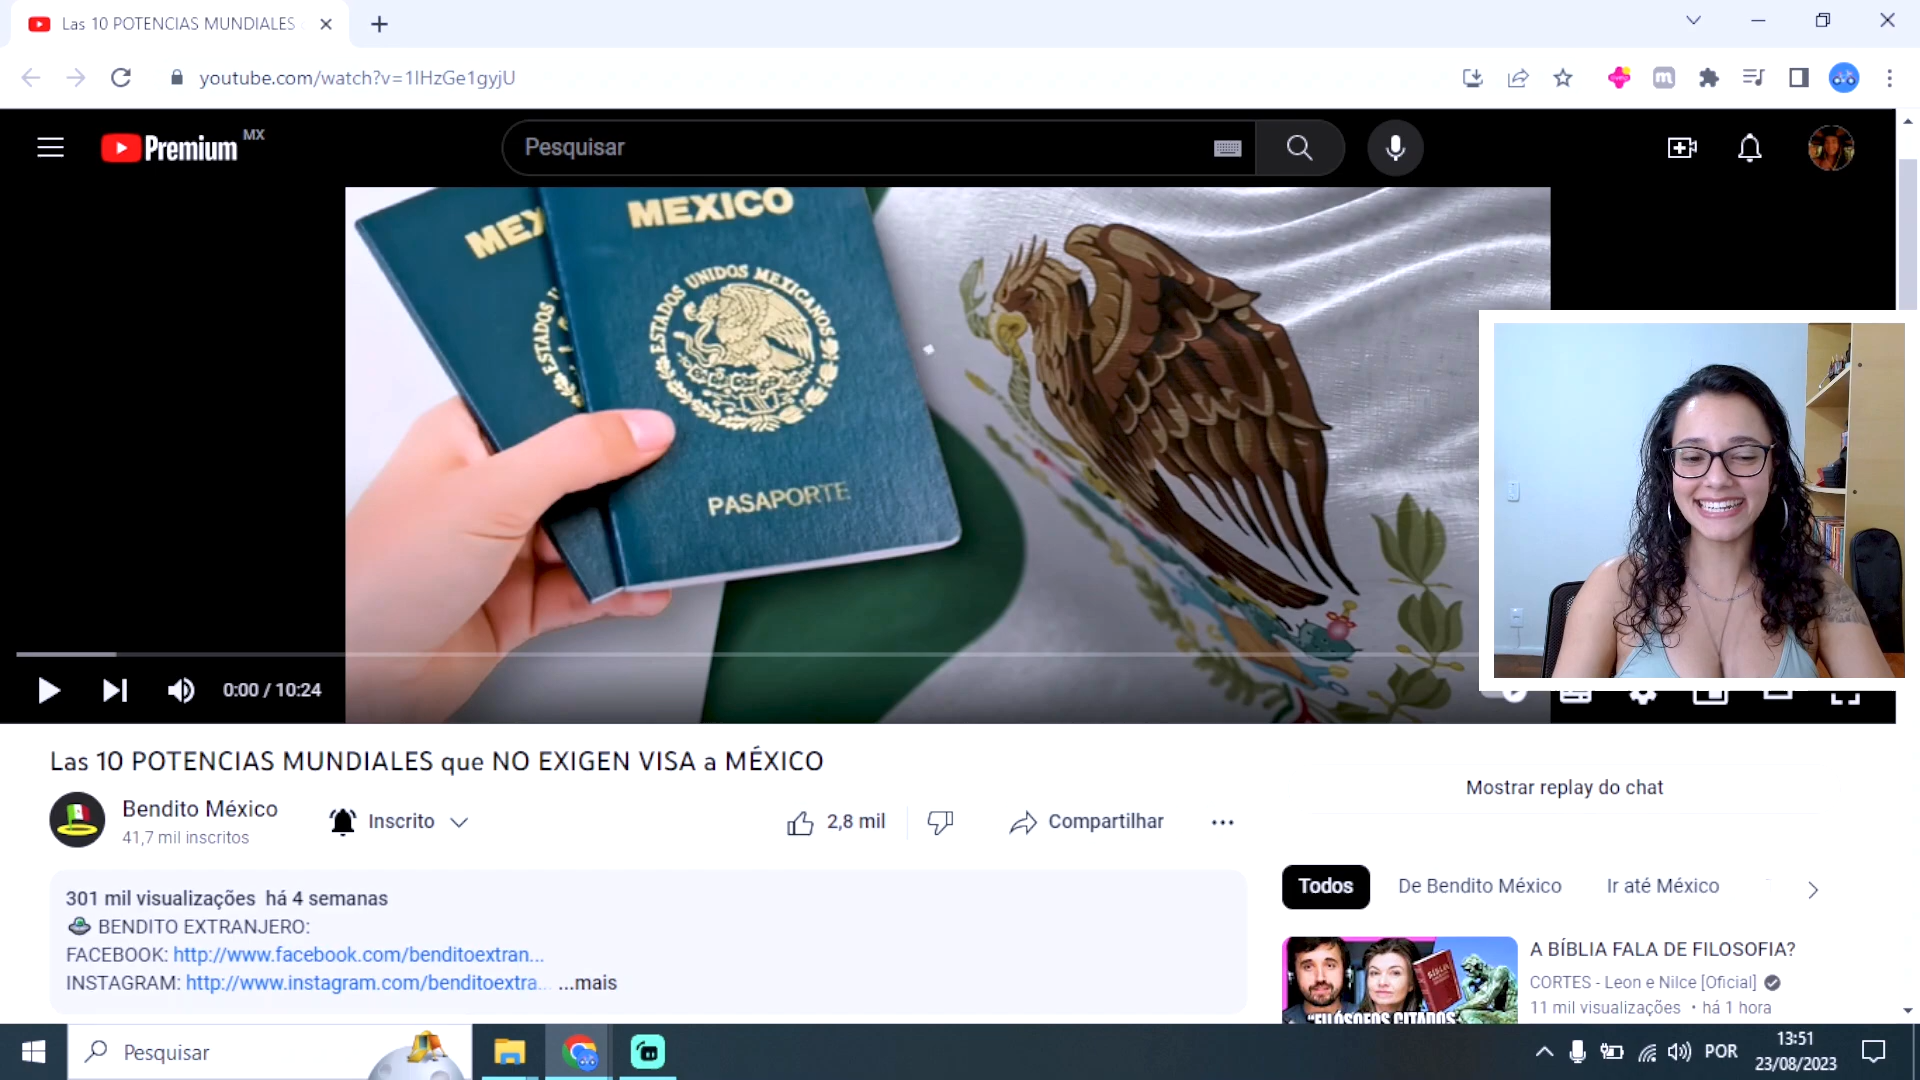 Las 10 POTENCIAS MUNDIALES
youtube.com/watch?v=1lHzGe1gyjU
Premium MX
Pesquisar
MEXICO
ESTADOS UNIDOS MEXICANOS
PASAPORTE
0:00 / 10:24
Las 10 POTENCIAS MUNDIALES que NO EXIGEN VISA a MÉXICO
Bendito México
41,7 mil inscritos
Inscrito
2,8 mil
Compartilhar
301 mil visualizações há 4 semanas
BENDITO EXTRANJERO:
FACEBOOK: http://www.facebook.com/benditoextran...
INSTAGRAM: http://www.instagram.com/benditoextra... ...mais
Mostrar replay do chat
Todos De Bendito México Ir até México
BÍBLIA
"FILÓSOFOS CITADOS
A BÍBLIA FALA DE FILOSOFIA?
CORTES - Leon e Nilce [Oficial]
11 mil visualizações • há 1 hora
Pesquisar
POR
13:51
23/08/2023